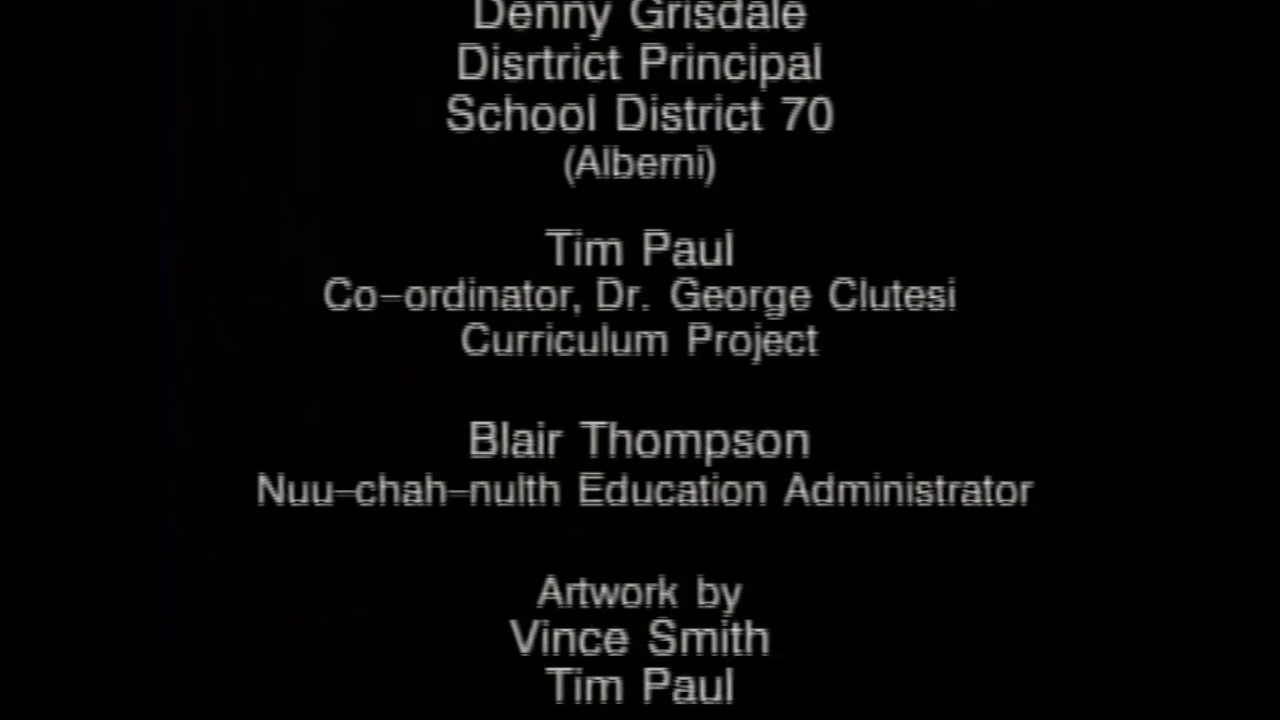 Denny Grisdale
Disrtrict Principal
School District 70
(Alberni)
Tim Paul
Co-ordinator, Dr. George Clutesi
Curriculum Project
Blair Thompson
Nuu-chah-nulth Education Administrator
Artwork by
Vince Smith
Tim Paul